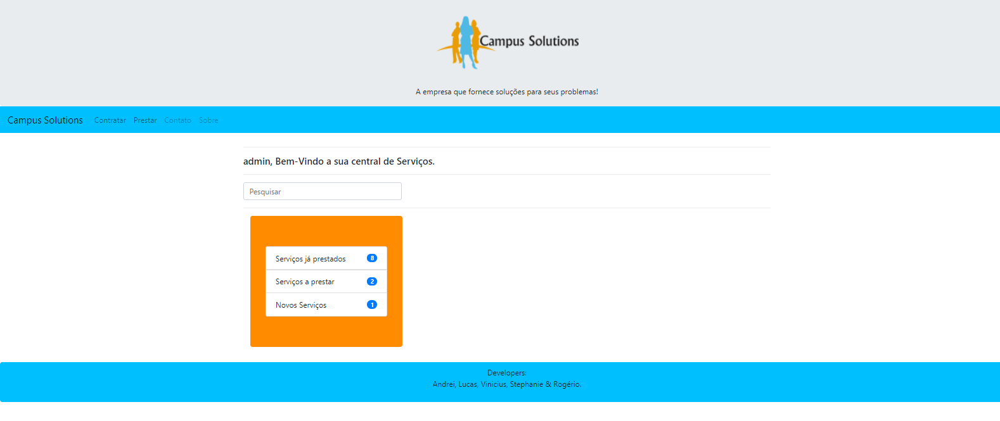 Campus Solutions
A empresa que fornece soluções para seus problemas!
Campus Solutions Contratar Prestar Contato Sobre
admin, Bem-Vindo a sua central de Serviços.
Pesquisar
Serviços já prestados 8
Serviços a prestar 2
Novos Serviços 1
Developers:
Andrei, Lucas, Vinicius, Stephanie & Rogério.